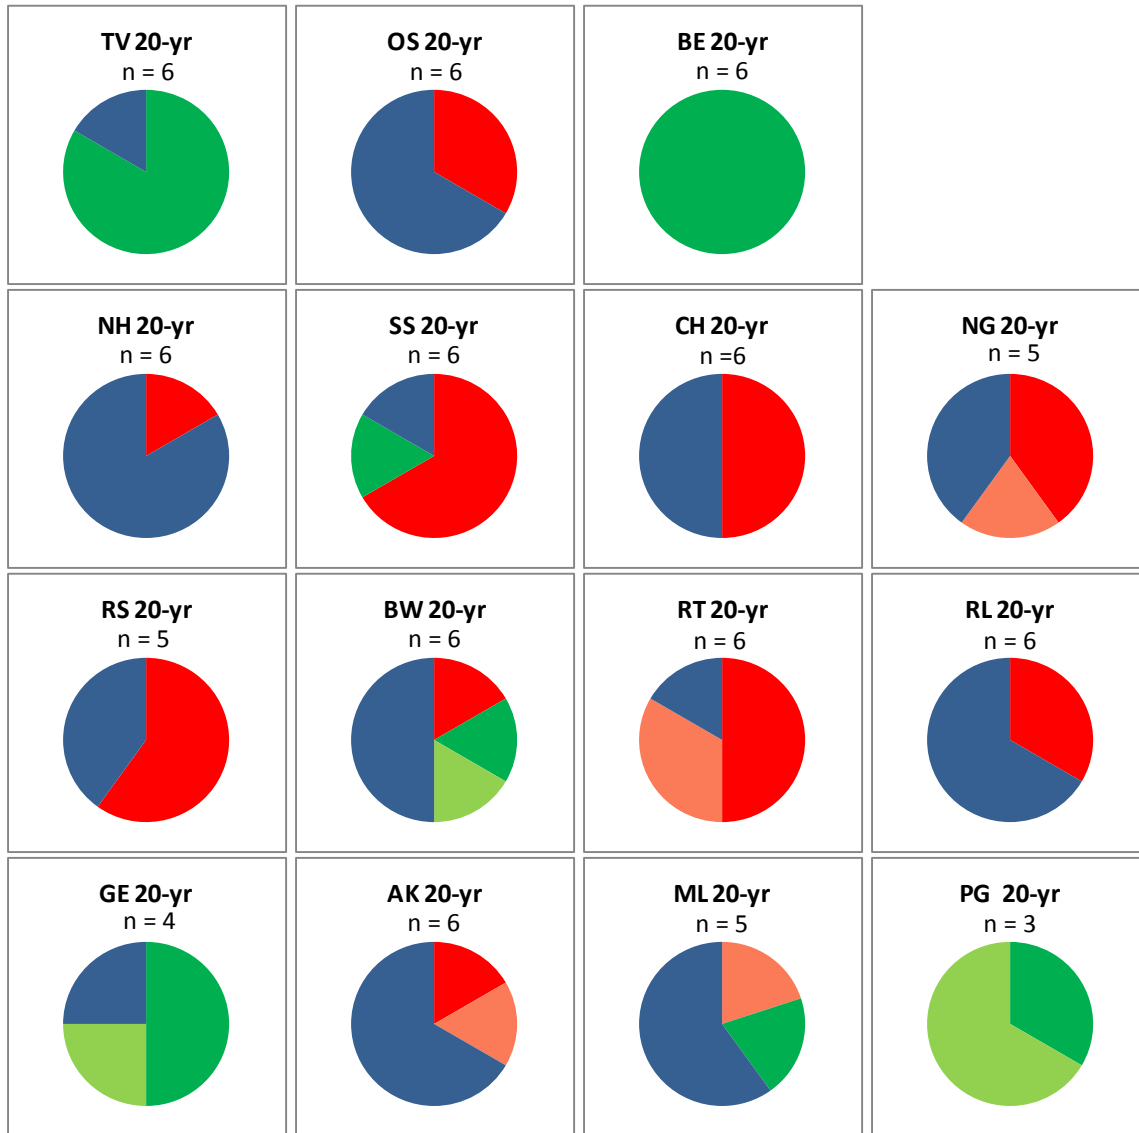 TV 20-yr
n = 6
OS 20-yr
n = 6
BE 20-yr
n = 6
NH 20-yr
n = 6
SS 20-yr
n = 6
CH 20-yr
n =6
NG 20-yr
n = 5
RS 20-yr
n = 5
BW 20-yr
n = 6
RT 20-yr
n = 6
RL 20-yr
n = 6
GE 20-yr
n = 4
AK 20-yr
n = 6
ML 20-yr
n = 5
PG  20-yr
n = 3